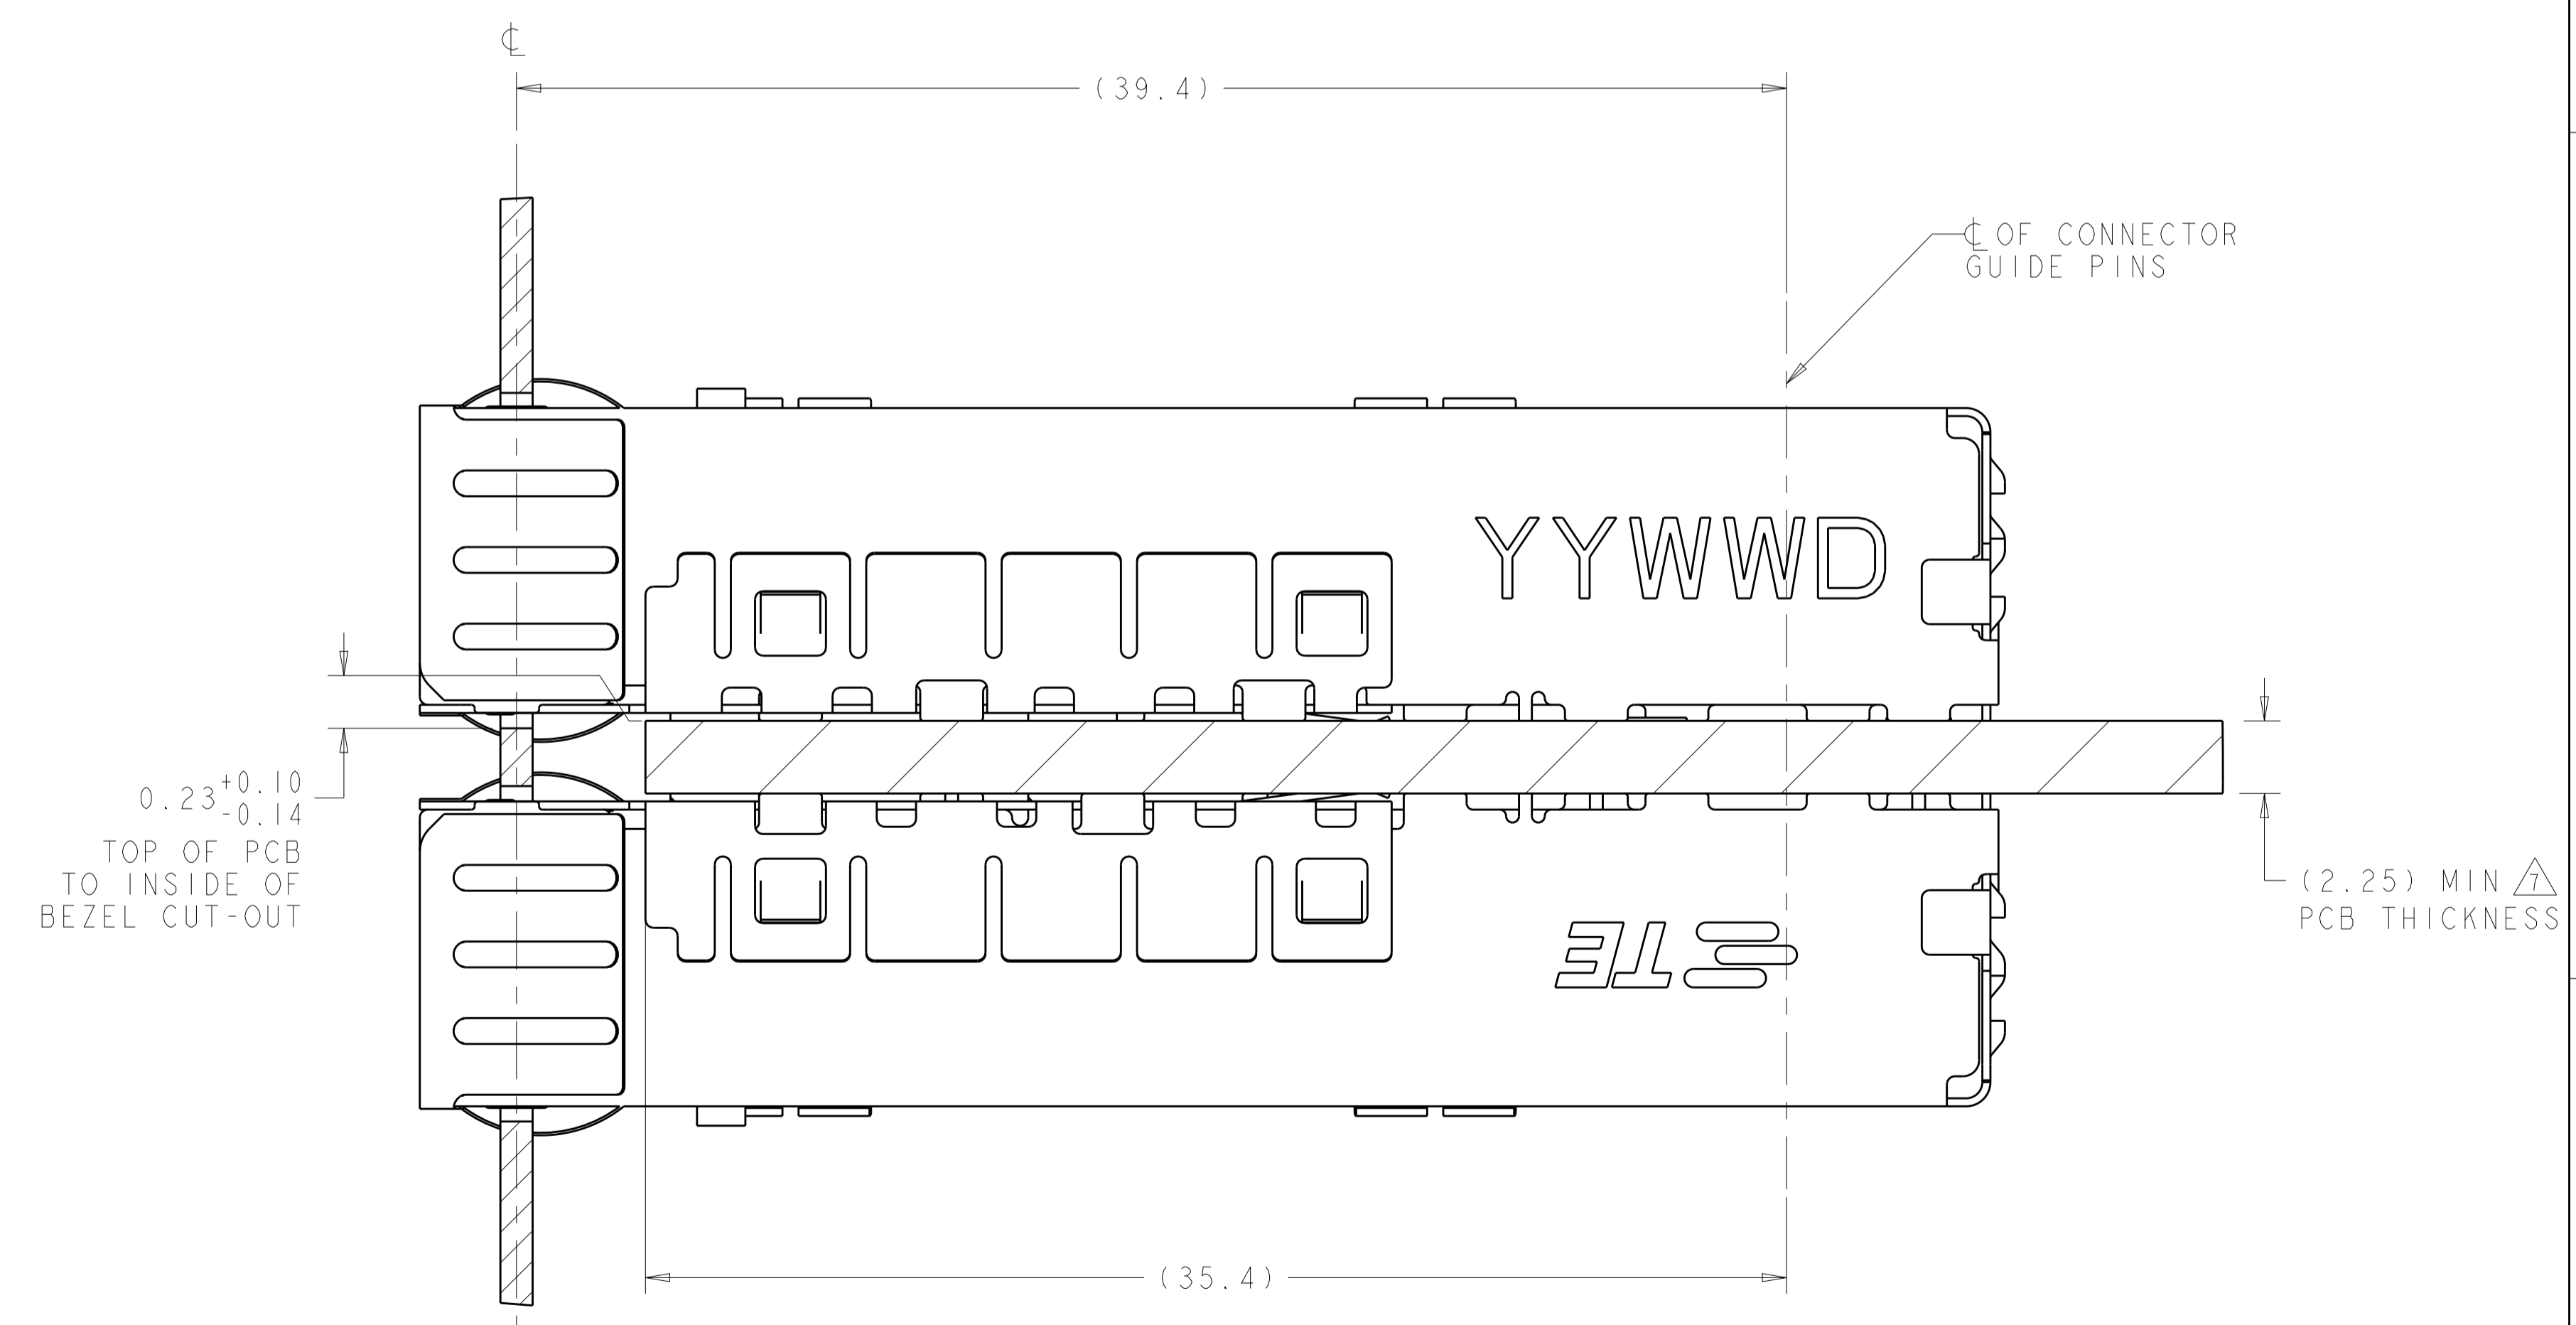 ℄
(39.4)
℄ OF CONNECTOR
GUIDE PINS
YYWWD
0.23 +0.10
-0.14
TOP OF PCB
TO INSIDE OF
BEZEL CUT-OUT
(2.25) MIN 7
PCB THICKNESS
TE
(35.4)